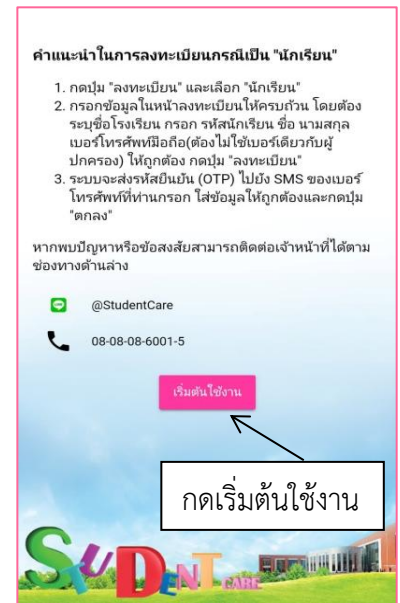 คำแนะนำในการลงทะเบียนกรณีเป็น "นักเรียน"
1. กดปุ่ม "ลงทะเบียน" และเลือก "นักเรียน"
2. กรอกข้อมูลในหน้าลงทะเบียนให้ครบถ้วน โดยต้อง
ระบุชื่อโรงเรียน กรอก รหัสนักเรียน ชื่อ นามสกุล
เบอร์โทรศัพท์มือถือ(ต้องไม่ใช้เบอร์เดียวกับผู้
ปกครอง) ให้ถูกต้อง กดปุ่ม "ลงทะเบียน"
3. ระบบจะส่งรหัสยืนยัน (OTP) ไปยัง SMS ของเบอร์
โทรศัพท์ที่ท่านกรอก ใส่ข้อมูลให้ถูกต้องและกดปุ่ม
"ตกลง"
หากพบปัญหาหรือข้อสงสัยสามารถติดต่อเจ้าหน้าที่ได้ตาม
ช่องทางด้านล่าง
@StudentCare
08-08-08-6001-5
เริ่มต้นใช้งาน
กดเริ่มต้นใช้งาน
STUDENT CARE